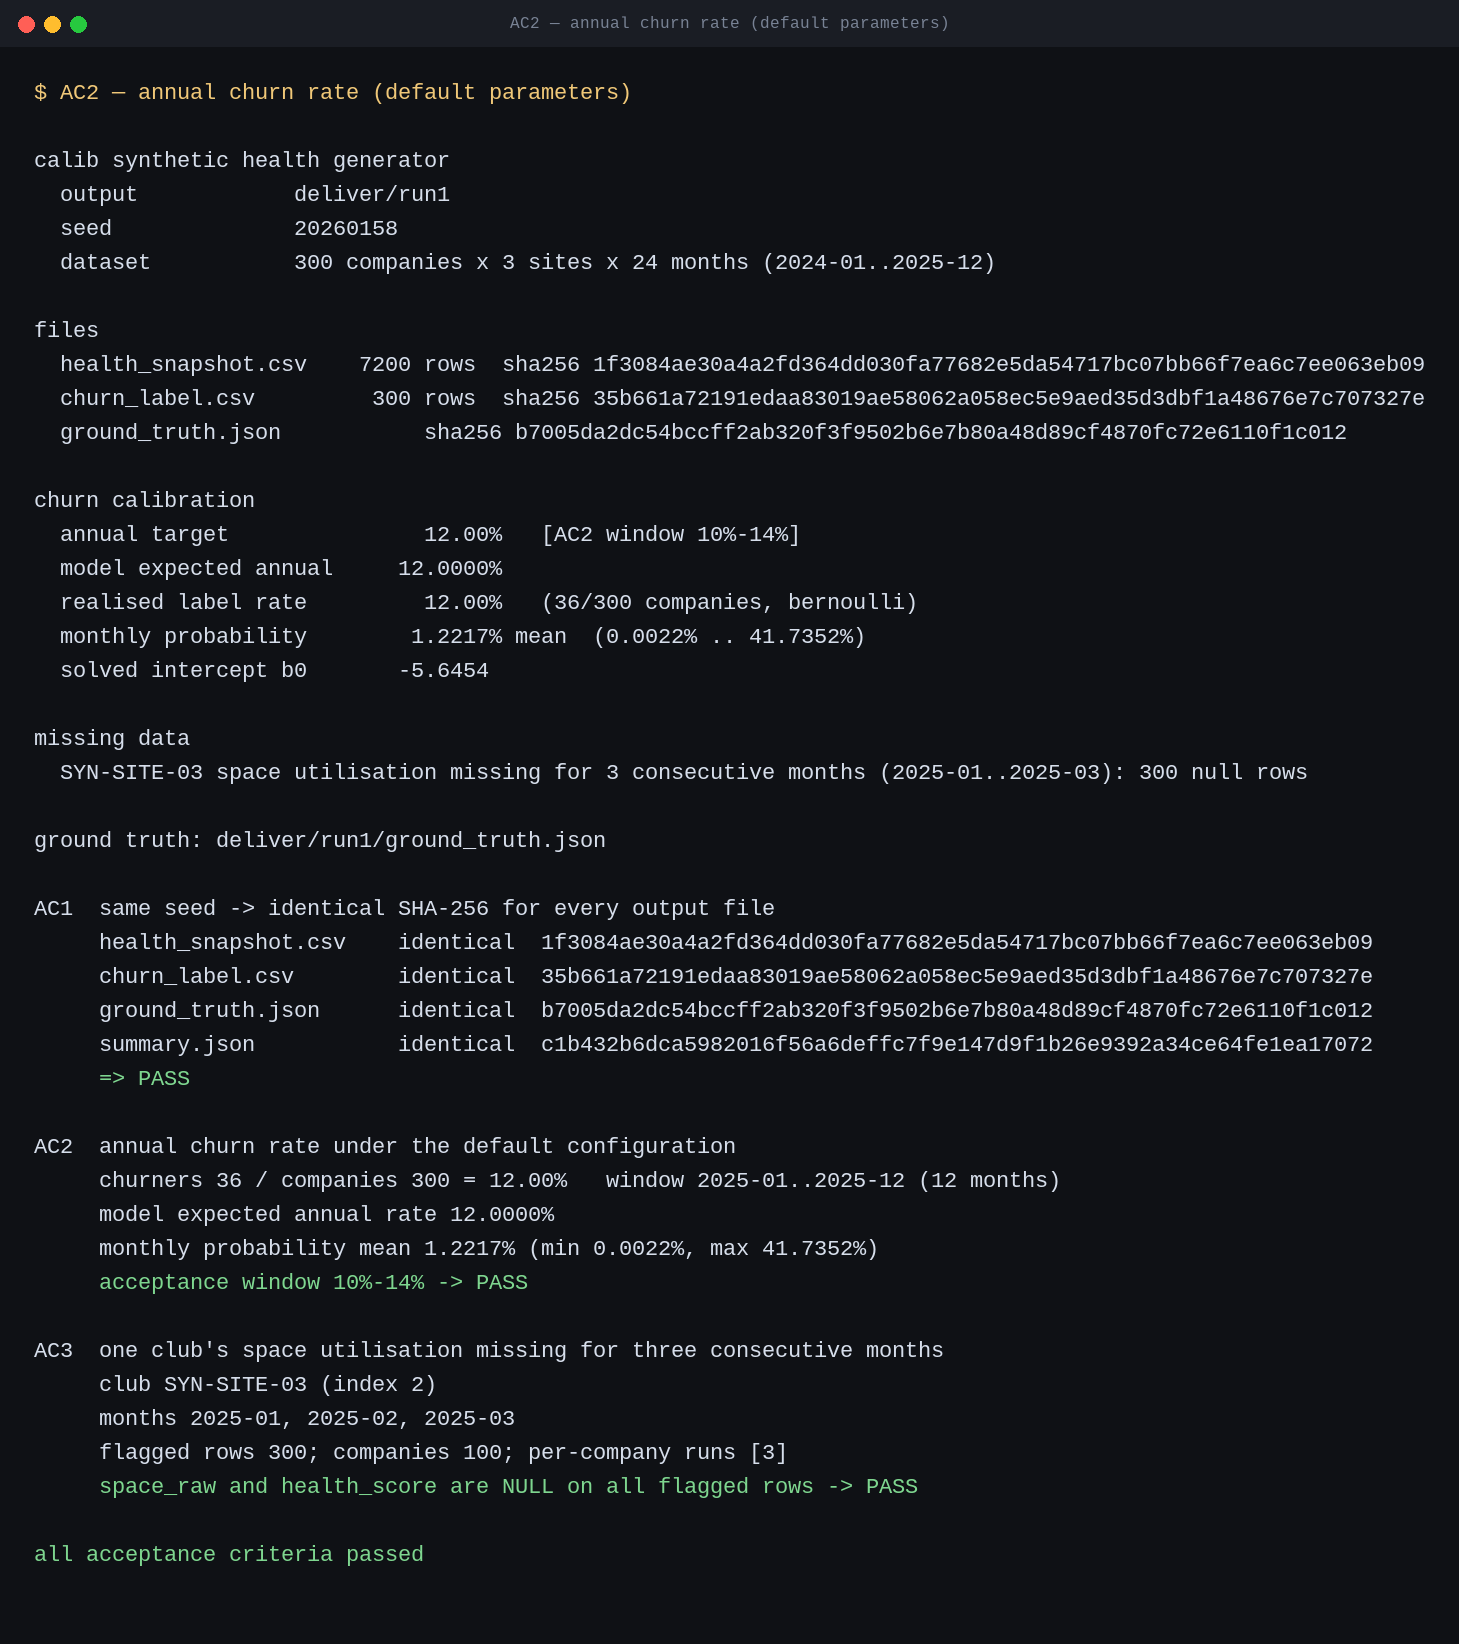 AC2 — annual churn rate (default parameters)
$ AC2 — annual churn rate (default parameters)
calib synthetic health generator
output deliver/run1
seed 20260158
dataset 300 companies x 3 sites x 24 months (2024-01..2025-12)
files
health_snapshot.csv 7200 rows sha256 1f3084ae30a4a2fd364dd030fa77682e5da54717bc07bb66f7ea6c7ee063eb09
churn_label.csv 300 rows sha256 35b661a72191edaa83019ae58062a058ec5e9aed35d3dbf1a48676e7c707327e
ground_truth.json sha256 b7005da2dc54bccff2ab320f3f9502b6e7b80a48d89cf4870fc72e6110f1c012
churn calibration
annual target 12.00% [AC2 window 10%-14%]
model expected annual 12.0000%
realised label rate 12.00% (36/300 companies, bernoulli)
monthly probability 1.2217% mean (0.0022% .. 41.7352%)
solved intercept b0 -5.6454
missing data
SYN-SITE-03 space utilisation missing for 3 consecutive months (2025-01..2025-03): 300 null rows
ground truth: deliver/run1/ground_truth.json
AC1 same seed -> identical SHA-256 for every output file
health_snapshot.csv identical 1f3084ae30a4a2fd364dd030fa77682e5da54717bc07bb66f7ea6c7ee063eb09
churn_label.csv identical 35b661a72191edaa83019ae58062a058ec5e9aed35d3dbf1a48676e7c707327e
ground_truth.json identical b7005da2dc54bccff2ab320f3f9502b6e7b80a48d89cf4870fc72e6110f1c012
summary.json identical c1b432b6dca5982016f56a6deffc7f9e147d9f1b26e9392a34ce64fe1ea17072
=> PASS
AC2 annual churn rate under the default configuration
churners 36 / companies 300 = 12.00% window 2025-01..2025-12 (12 months)
model expected annual rate 12.0000%
monthly probability mean 1.2217% (min 0.0022%, max 41.7352%)
acceptance window 10%-14% -> PASS
AC3 one club's space utilisation missing for three consecutive months
club SYN-SITE-03 (index 2)
months 2025-01, 2025-02, 2025-03
flagged rows 300; companies 100; per-company runs [3]
space_raw and health_score are NULL on all flagged rows -> PASS
all acceptance criteria passed